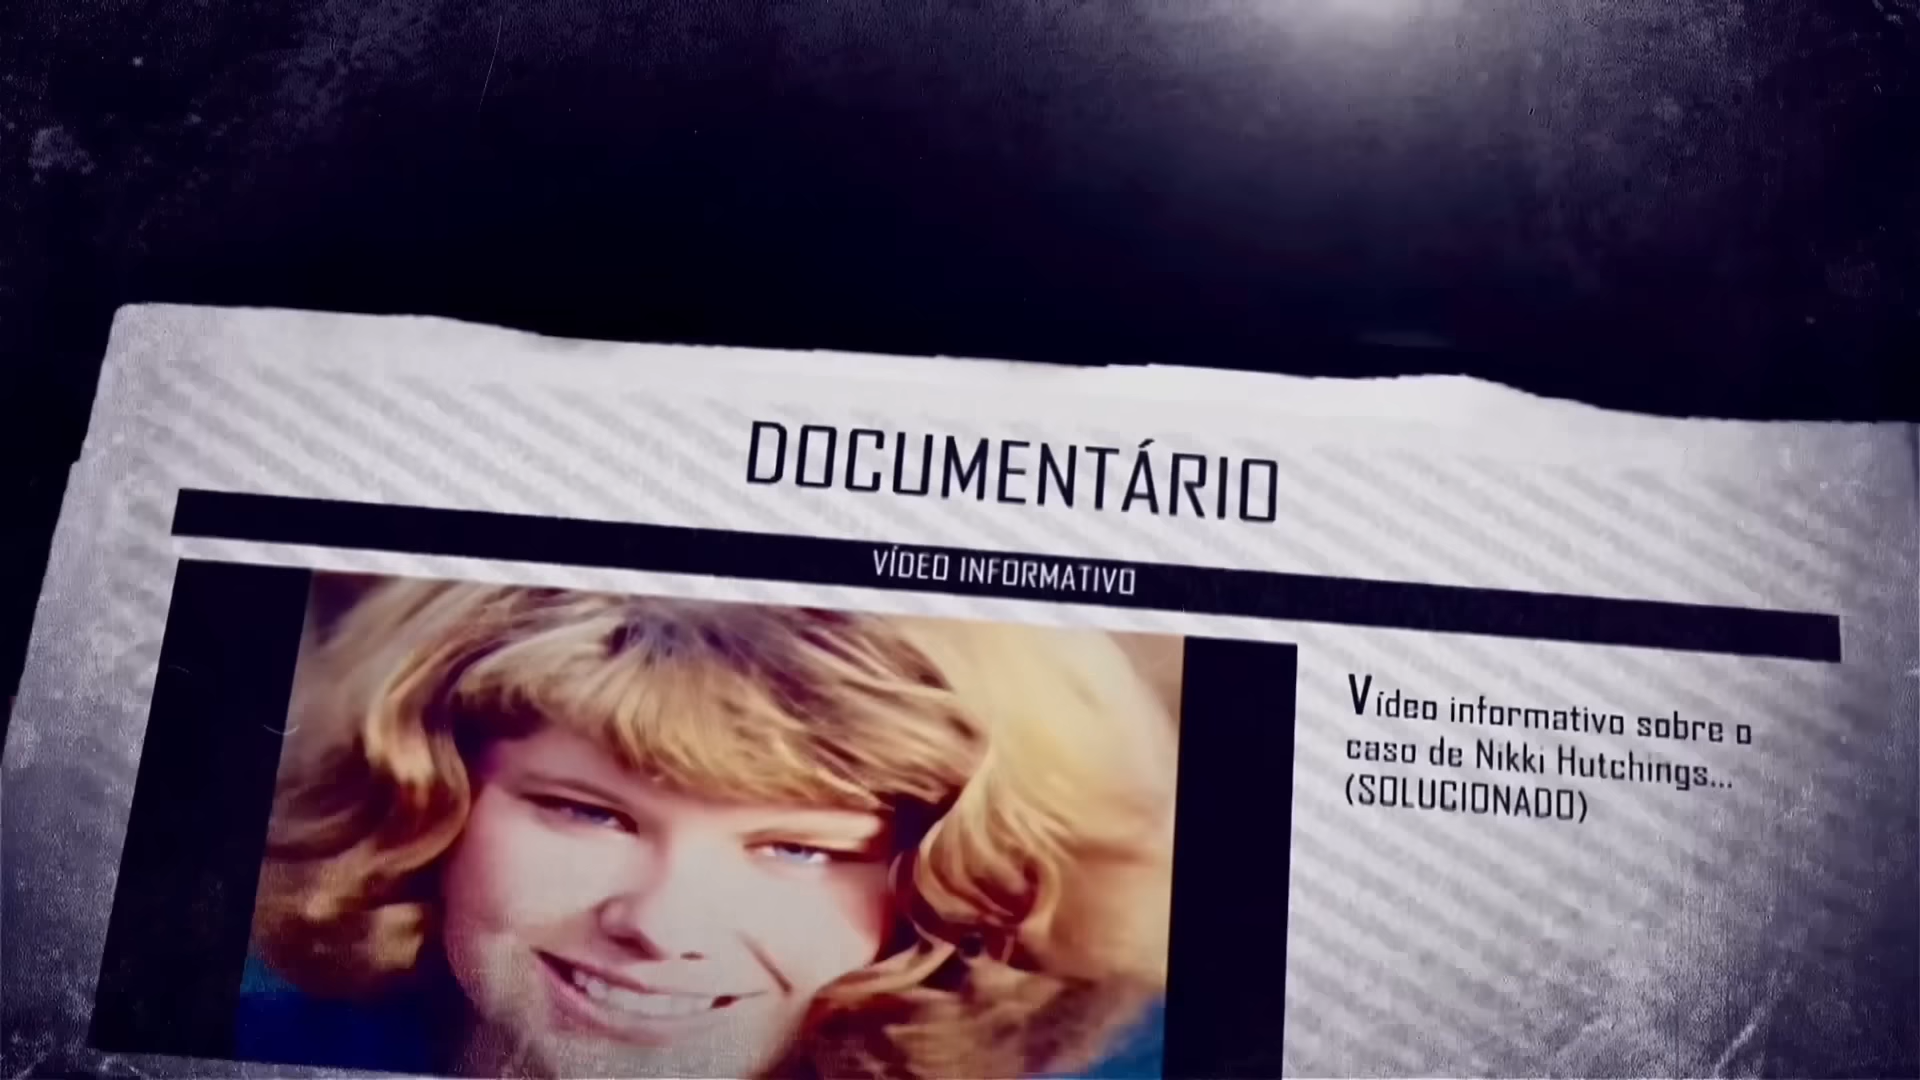 DOCUMENTÁRIO
VÍDEO INFORMATIVO
Vídeo informativo sobre o
caso de Nikki Hutchings...
(SOLUCIONADO)